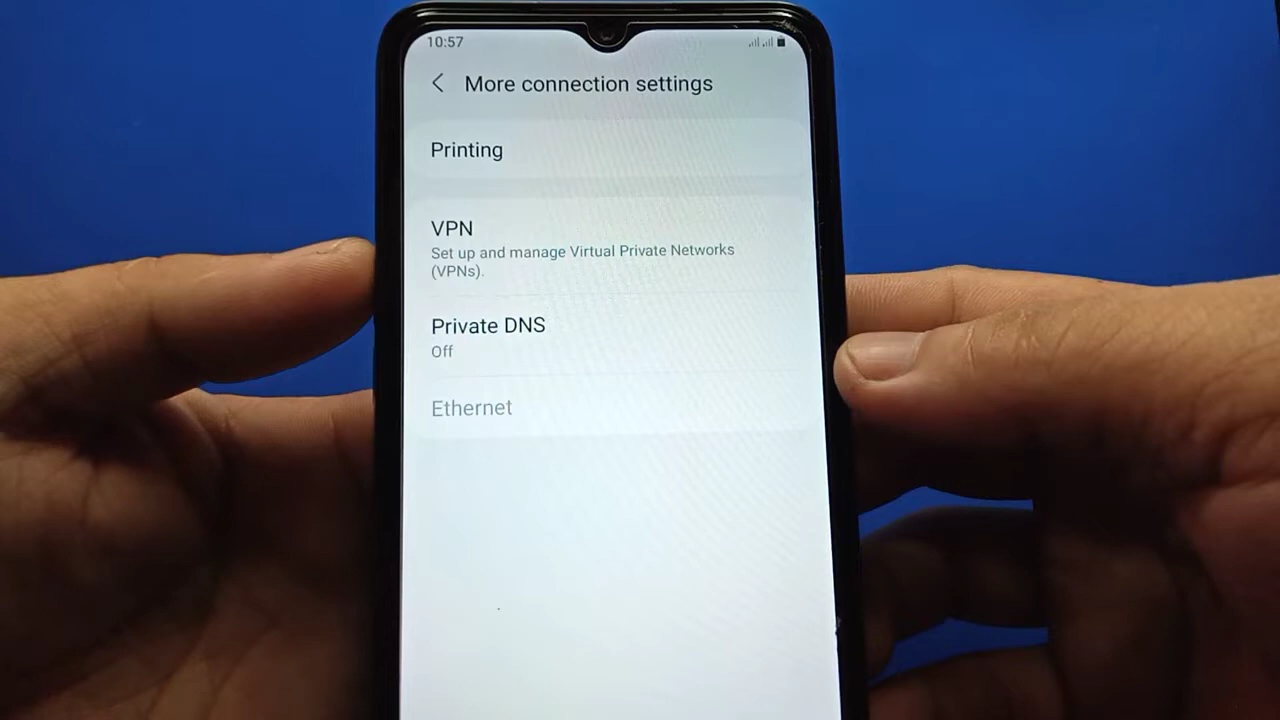 10:57
More connection settings
Printing
VPN
Set up and manage Virtual Private Networks
(VPNs).
Private DNS
Off
Ethernet